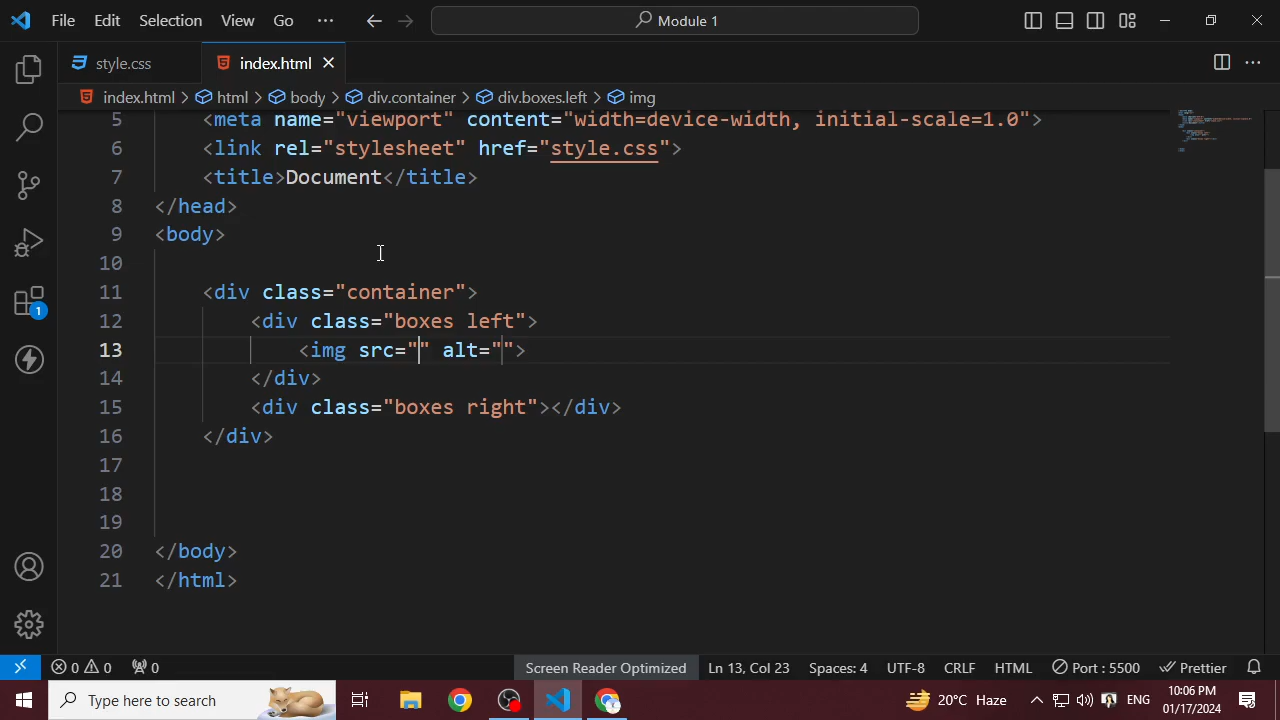 File Edit Selection View Go ··· Module 1
style.css index.html
index.html > html > body > div.container > div.boxes.left > img
5 <meta name="viewport" content="width=device-width, initial-scale=1.0">
6 <link rel="stylesheet" href="style.css">
7 <title>Document</title>
8 </head>
9 <body>
10
11 <div class="container">
12 <div class="boxes left">
13 <img src="" alt="">
14 </div>
15 <div class="boxes right"></div>
16 </div>
17
18
19
20 </body>
21 </html>
1
0 0 0 Screen Reader Optimized Ln 13, Col 23 Spaces: 4 UTF-8 CRLF HTML Port : 5500 Prettier
Type here to search 20°C Haze ENG 10:06 PM
01/17/2024